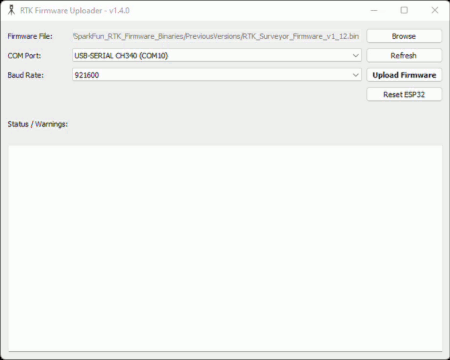 RTK Firmware Uploader - v1.4.0
Firmware File: !SparkFun_RTK_Firmware_Binaries/PreviousVersions/RTK_Surveyor_Firmware_v1_12.bin Browse
COM Port: USB-SERIAL CH340 (COM10) Refresh
Baud Rate: 921600 Upload Firmware
Reset ESP32
Status / Warnings: